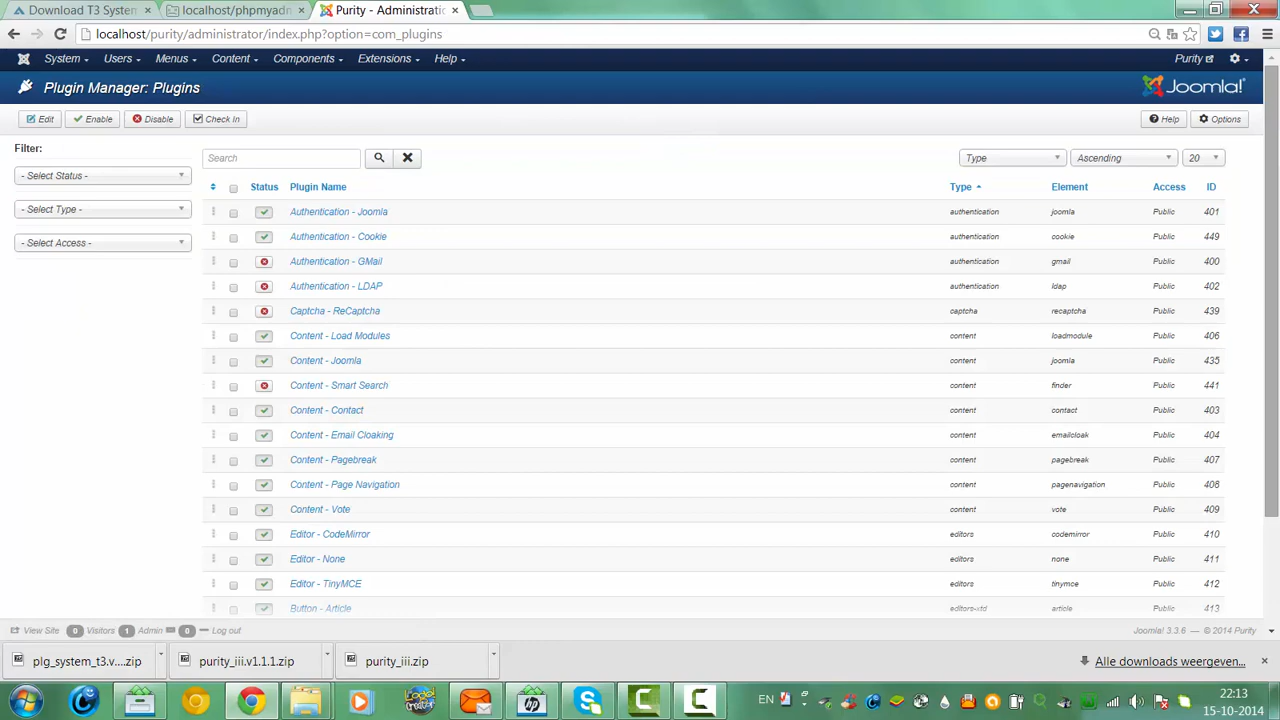 Download T3 System
localhost/phpmyadm
Purity - Administratio
localhost/purity/administrator/index.php?option=com_plugins
System Users Menus Content Components Extensions Help Purity
Plugin Manager: Plugins Joomla!
Edit Enable Disable Check In Help Options
Filter:
- Select Status -
- Select Type -
- Select Access -
Search Type Ascending 20
Status Plugin Name Type Element Access ID
Authentication - Joomla authentication joomla Public 401
Authentication - Cookie authentication cookie Public 449
Authentication - GMail authentication gmail Public 400
Authentication - LDAP authentication ldap Public 402
Captcha - ReCaptcha captcha recaptcha Public 439
Content - Load Modules content loadmodule Public 406
Content - Joomla content joomla Public 435
Content - Smart Search content finder Public 441
Content - Contact content contact Public 403
Content - Email Cloaking content emailcloak Public 404
Content - Pagebreak content pagebreak Public 407
Content - Page Navigation content pagenavigation Public 408
Content - Vote content vote Public 409
Editor - CodeMirror editors codemirror Public 410
Editor - None editors none Public 411
Editor - TinyMCE editors tinymce Public 412
Button - Article editors-xtd article Public 413
View Site 0 Visitors 1 Admin 0 Log out Joomla! 3.3.6 — © 2014 Purity
plg_system_t3.v....zip purity_iii.v1.1.1.zip purity_iii.zip Alle downloads weergeven...
EN 22:13
15-10-2014